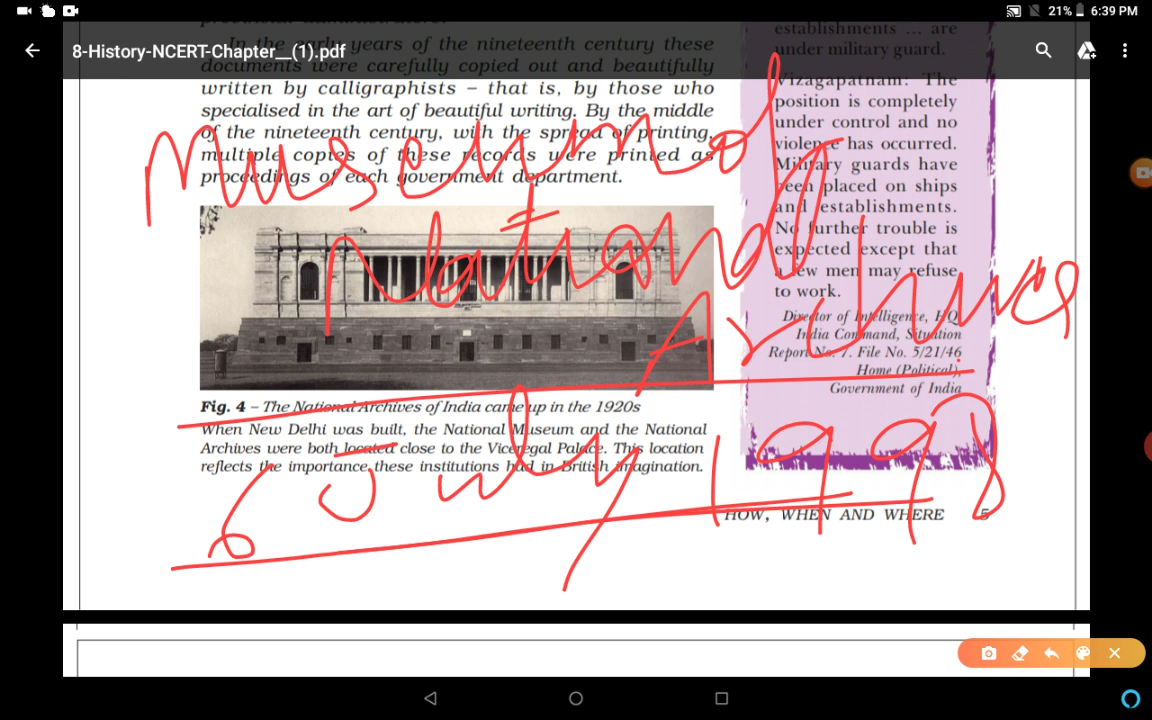 21% 6:39 PM
8-History-NCERT-Chapter__(1).pdf
In the early years of the nineteenth century these
documents were carefully copied out and beautifully
written by calligraphists – that is, by those who
specialised in the art of beautiful writing. By the middle
of the nineteenth century, with the spread of printing,
multiple copies of these records were printed as
proceedings of each government department.
Museum of
National
Archives
6 July 1998
Fig. 4 – The National Archives of India came up in the 1920s
When New Delhi was built, the National Museum and the National
Archives were both located close to the Viceregal Palace. This location
reflects the importance these institutions had in British imagination.
establishments ... are
under military guard.
Vizagapatnam: The
position is completely
under control and no
violence has occurred.
Military guards have
been placed on ships
and establishments.
No further trouble is
expected except that
a few men may refuse
to work.
Director of Intelligence, HQ
India Command, Situation
Report No. 7. File No. 5/21/46
Home (Political),
Government of India
HOW, WHEN AND WHERE 5